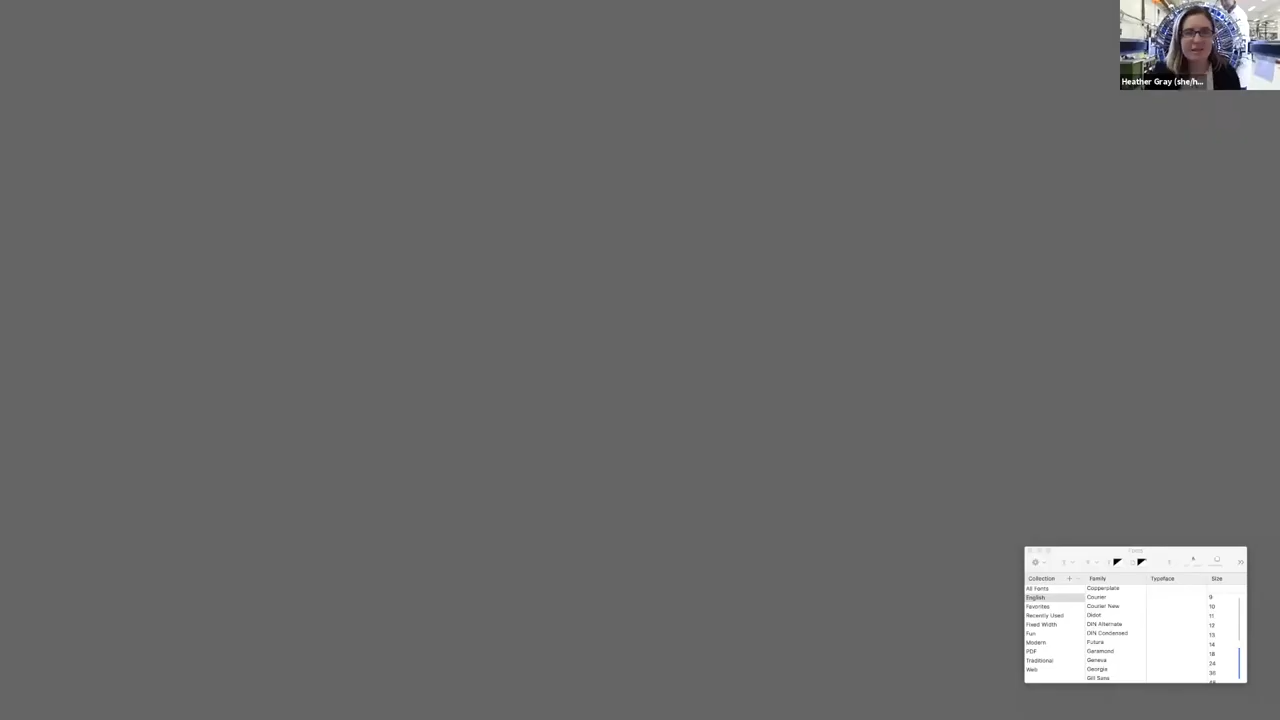 Heather Gray (she/h...
Fonts
Collection + Family Typeface Size
All Fonts
English
Favorites
Recently Used
Fixed Width
Fun
Modern
PDF
Traditional
Web
Copperplate
Courier
Courier New
Didot
DIN Alternate
DIN Condensed
Futura
Garamond
Geneva
Georgia
Gill Sans
9
10
11
12
13
14
18
24
36
48